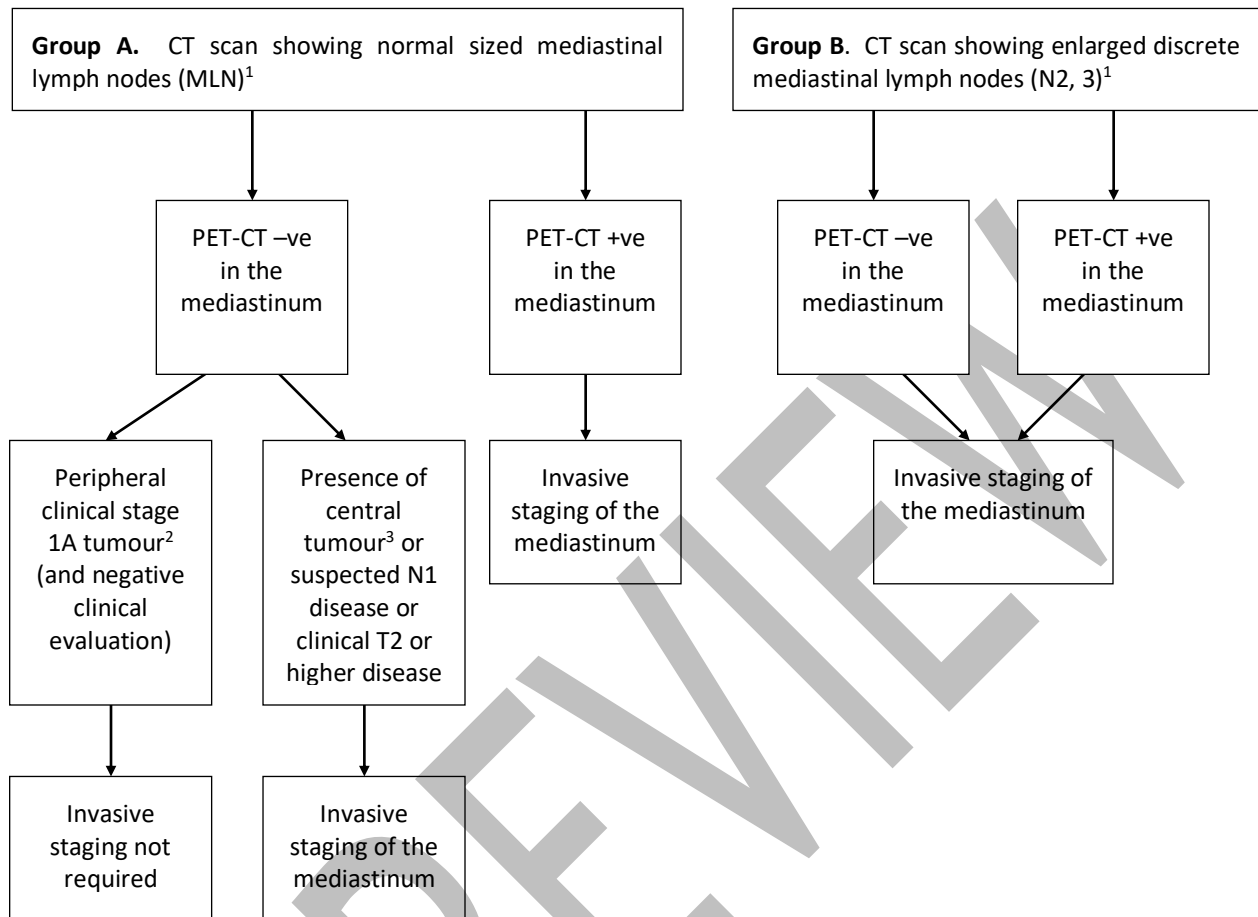 Group A. CT scan showing normal sized mediastinal
lymph nodes (MLN)1
Group B. CT scan showing enlarged discrete
mediastinal lymph nodes (N2, 3)1
PET-CT –ve
in the
mediastinum
PET-CT +ve
in the
mediastinum
PET-CT –ve
in the
mediastinum
PET-CT +ve
in the
mediastinum
Peripheral
clinical stage
1A tumour2
(and negative
clinical
evaluation)
Presence of
central
tumour3 or
suspected N1
disease or
clinical T2 or
higher disease
Invasive
staging of the
mediastinum
Invasive staging of
the mediastinum
Invasive
staging not
required
Invasive
staging of the
mediastinum
PREVIEW